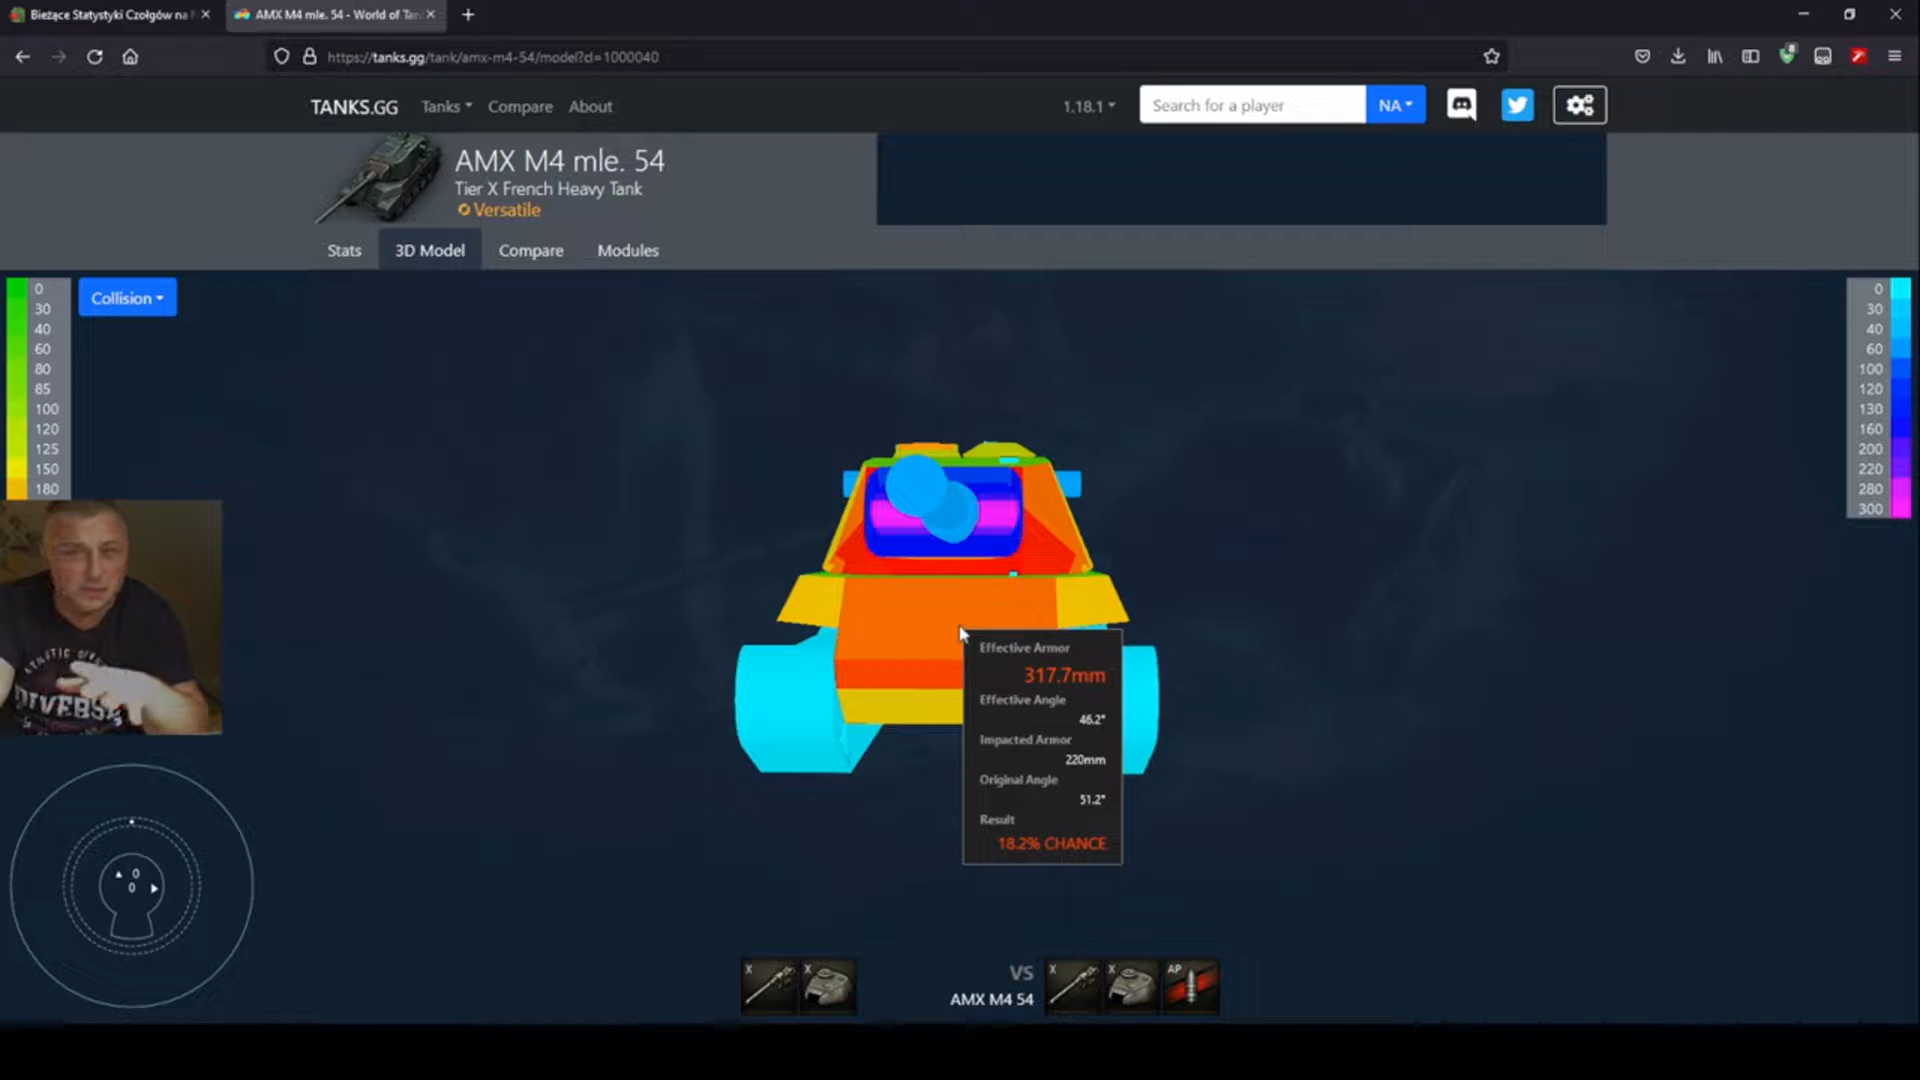 Bieżące Statystyki Czołgów na
AMX M4 mle. 54 - World of Tan
https://tanks.gg/tank/amx-m4-54/model?cl=1000040
8
TANKS.GG Tanks Compare About 1.18.1 Search for a player NA
AMX M4 mle. 54
Tier X French Heavy Tank
Versatile
Stats 3D Model Compare Modules
Collision
0
30
40
60
80
85
100
120
125
150
180
0
30
40
60
100
120
130
160
200
220
280
300
Effective Armor
317.7mm
Effective Angle
46.2°
Impacted Armor
220mm
Original Angle
51.2°
Result
18.2% CHANCE
0
0
X X VS X X AP
AMX M4 54